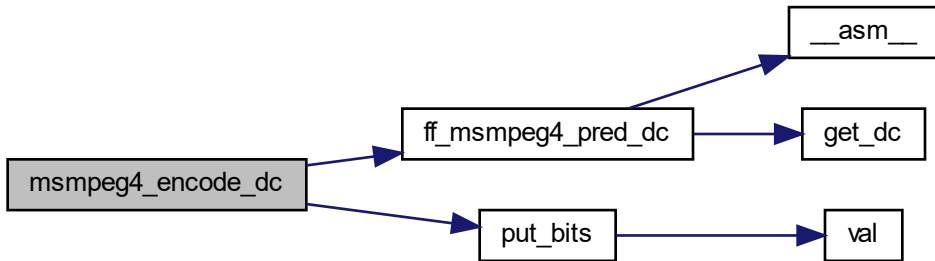 __asm__
ff_msmpeg4_pred_dc
get_dc
msmpeg4_encode_dc
put_bits
val